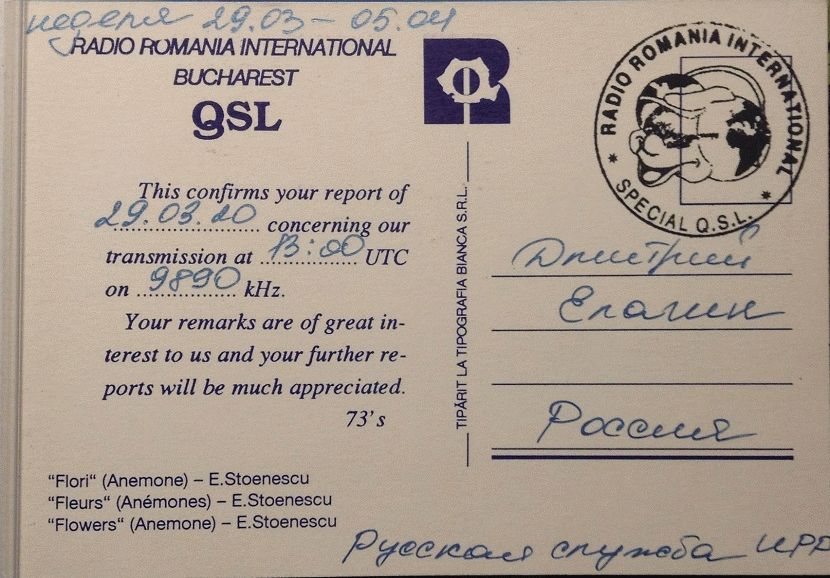 неделя 29.03 – 05.04
RADIO ROMANIA INTERNATIONAL
BUCHAREST
QSL
This confirms your report of
29.03.20 concerning our
transmission at 13:00 UTC
on 9890 kHz.
Your remarks are of great in-
terest to us and your further re-
ports will be much appreciated.
73's
"Flori" (Anemone) – E.Stoenescu
"Fleurs" (Anémones) – E.Stoenescu
"Flowers" (Anemone) – E.Stoenescu
TIPĂRIT LA TIPOGRAFIA BIANCA S.R.L.
* RADIO ROMANIA INTERNATIONAL *
SPECIAL Q.S.L.
Дмитрий
Елагин
Россия
Русская служба ИРР